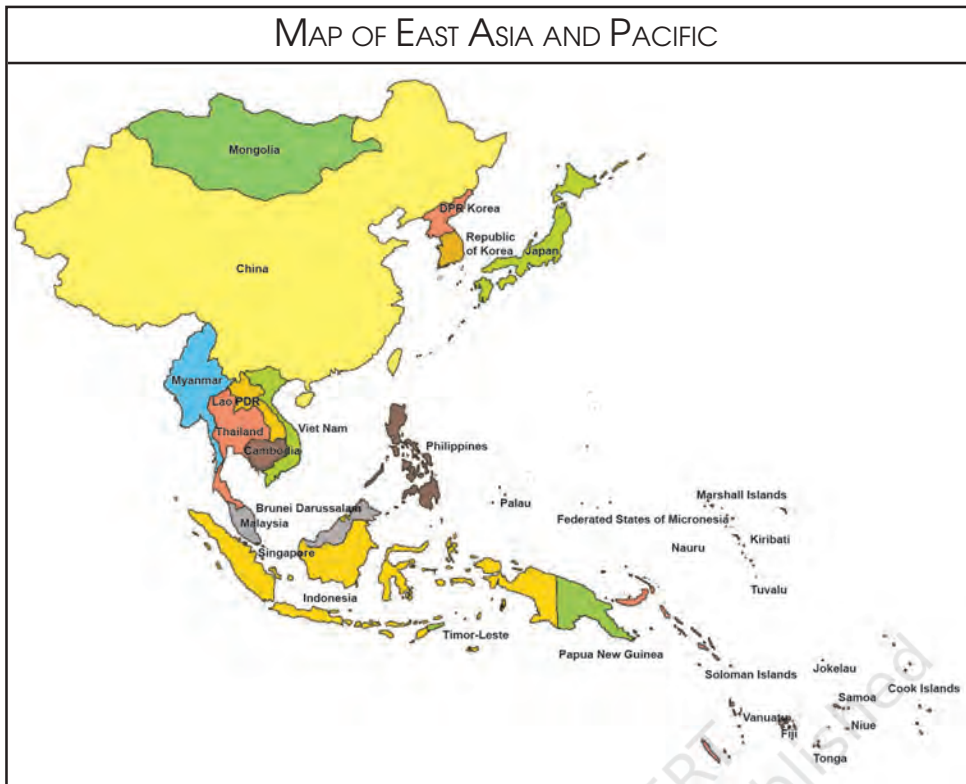 MAP OF EAST ASIA AND PACIFIC
Mongolia
DPR Korea
Republic
of Korea
Japan
China
Myanmar
Lao PDR
Thailand
Viet Nam
Cambodia
Philippines
Palau
Marshall Islands
Brunei Darussalam
Federated States of Micronesia
Malaysia
Kiribati
Nauru
Singapore
Tuvalu
Indonesia
Timor-Leste
Papua New Guinea
Soloman Islands
Jokelau
Cook Islands
Samoa
Vanuatu
Niue
Fiji
Tonga